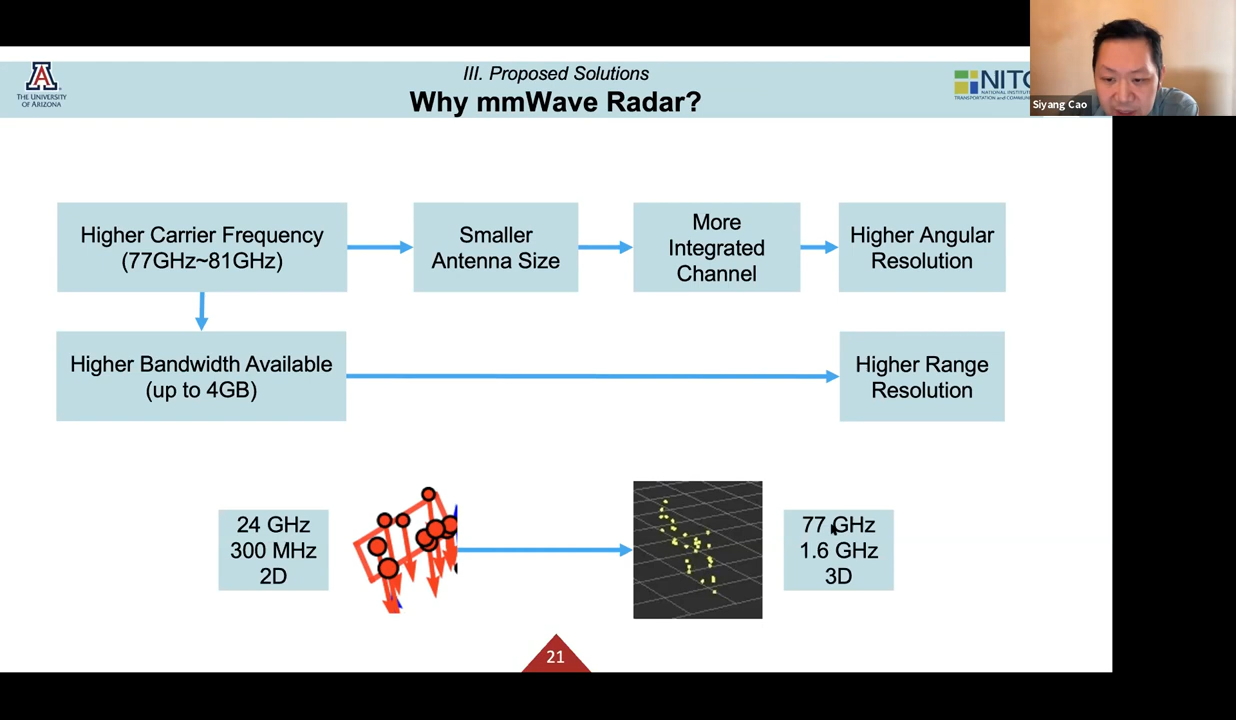 THE UNIVERSITY
OF ARIZONA
III. Proposed Solutions
Why mmWave Radar?
NITC
Siyang Cao
Higher Carrier Frequency
(77GHz~81GHz)
Smaller
Antenna Size
More
Integrated
Channel
Higher Angular
Resolution
Higher Bandwidth Available
(up to 4GB)
Higher Range
Resolution
24 GHz
300 MHz
2D
77 GHz
1.6 GHz
3D
21